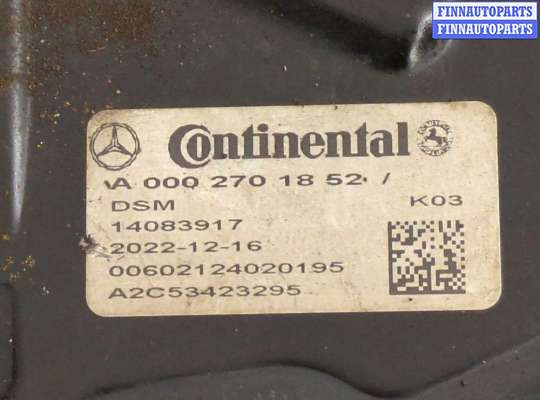 FINNAUTOPARTS
FINNAUTOPARTS
Continental
A 000 270 18 52 /
DSM K03
14083917
2022-12-16
00602124020195
A2C53423295